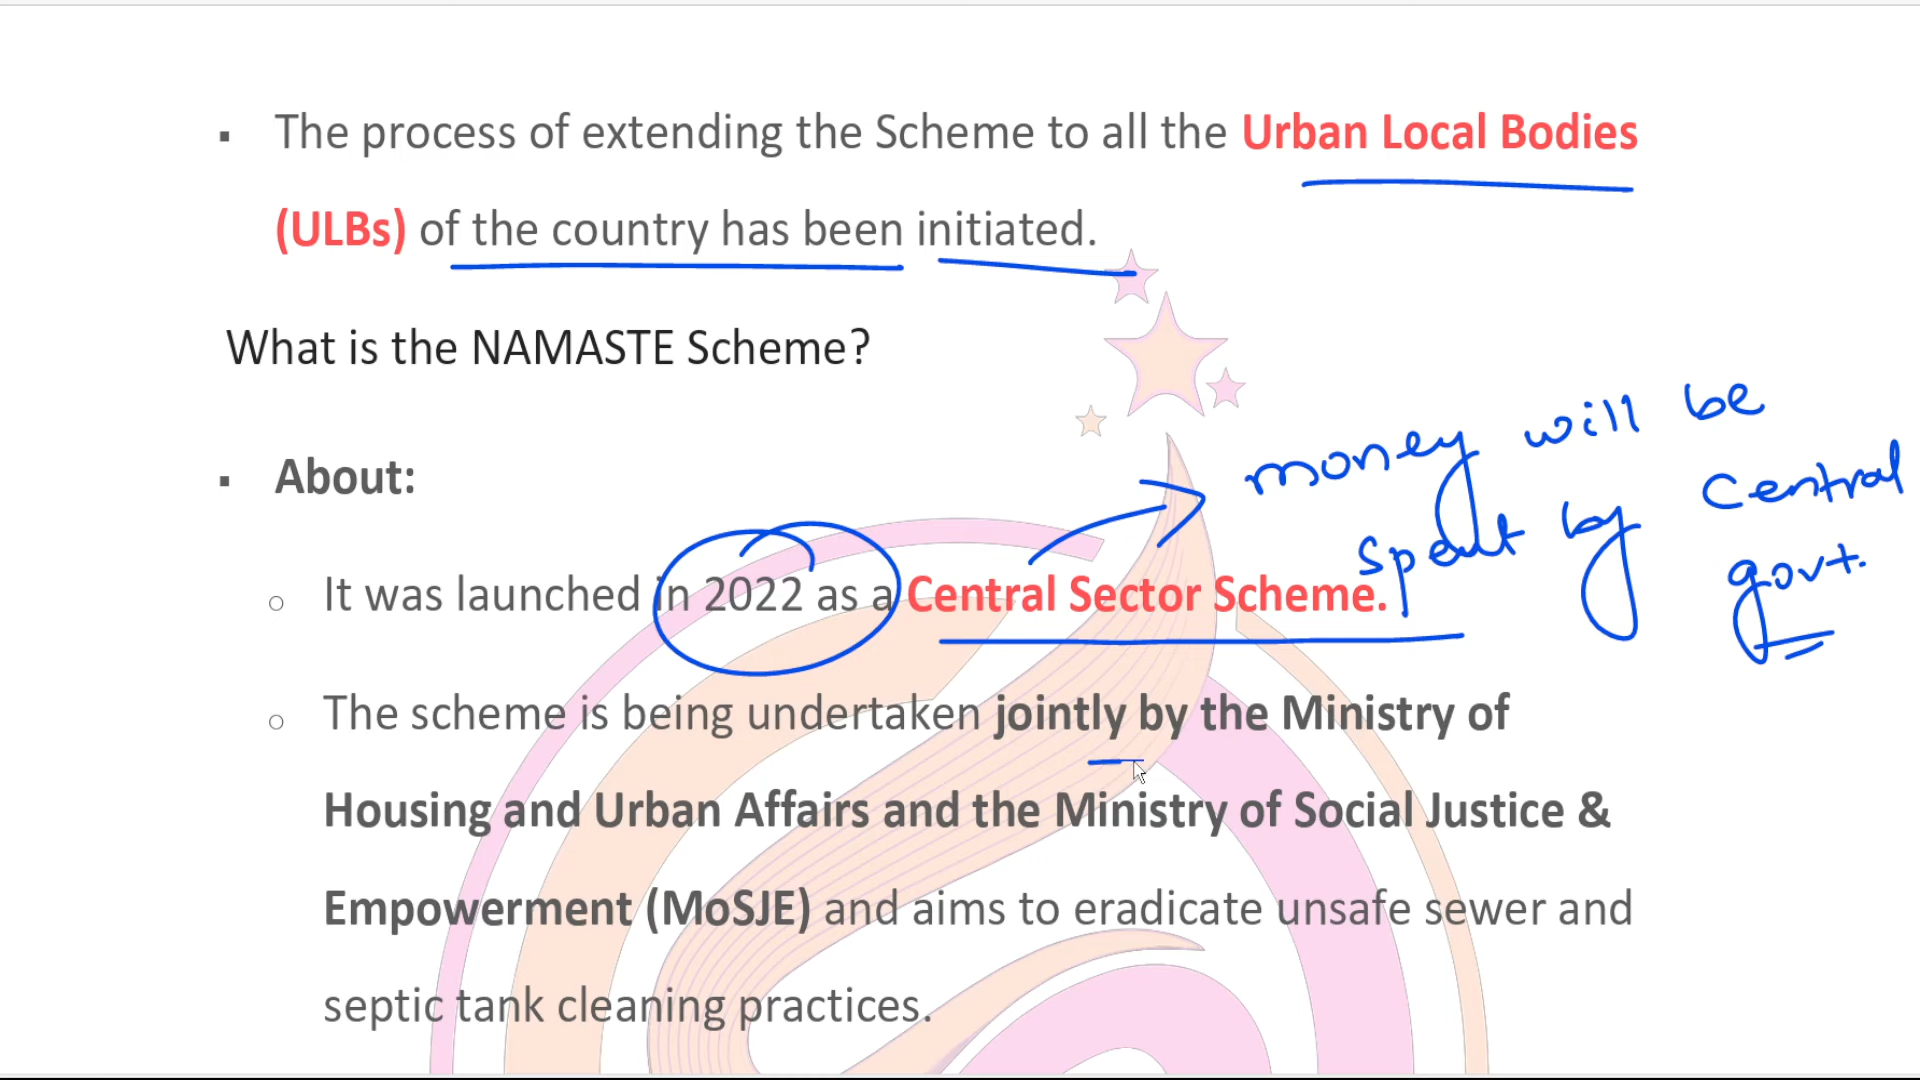 ▪ The process of extending the Scheme to all the Urban Local Bodies
(ULBs) of the country has been initiated.
What is the NAMASTE Scheme?
▪ About:
money will be
spent by Central
govt.
○ It was launched in 2022 as a Central Sector Scheme.
○ The scheme is being undertaken jointly by the Ministry of
Housing and Urban Affairs and the Ministry of Social Justice &
Empowerment (MoSJE) and aims to eradicate unsafe sewer and
septic tank cleaning practices.